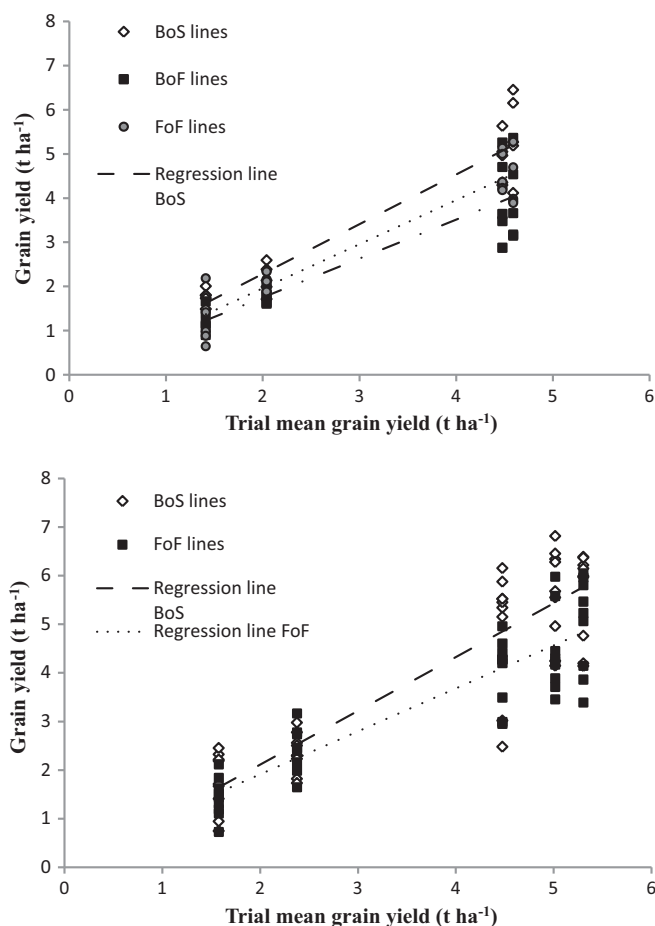 8
7
6
5
4
3
2
1
0
Grain yield (t ha⁻¹)
BoS lines
BoF lines
FoF lines
Regression line
BoS
0 1 2 3 4 5 6
Trial mean grain yield (t ha⁻¹)
8
7
6
5
4
3
2
1
0
Grain yield (t ha⁻¹)
BoS lines
FoF lines
Regression line
BoS
Regression line FoF
0 1 2 3 4 5 6
Trial mean grain yield (t ha⁻¹)